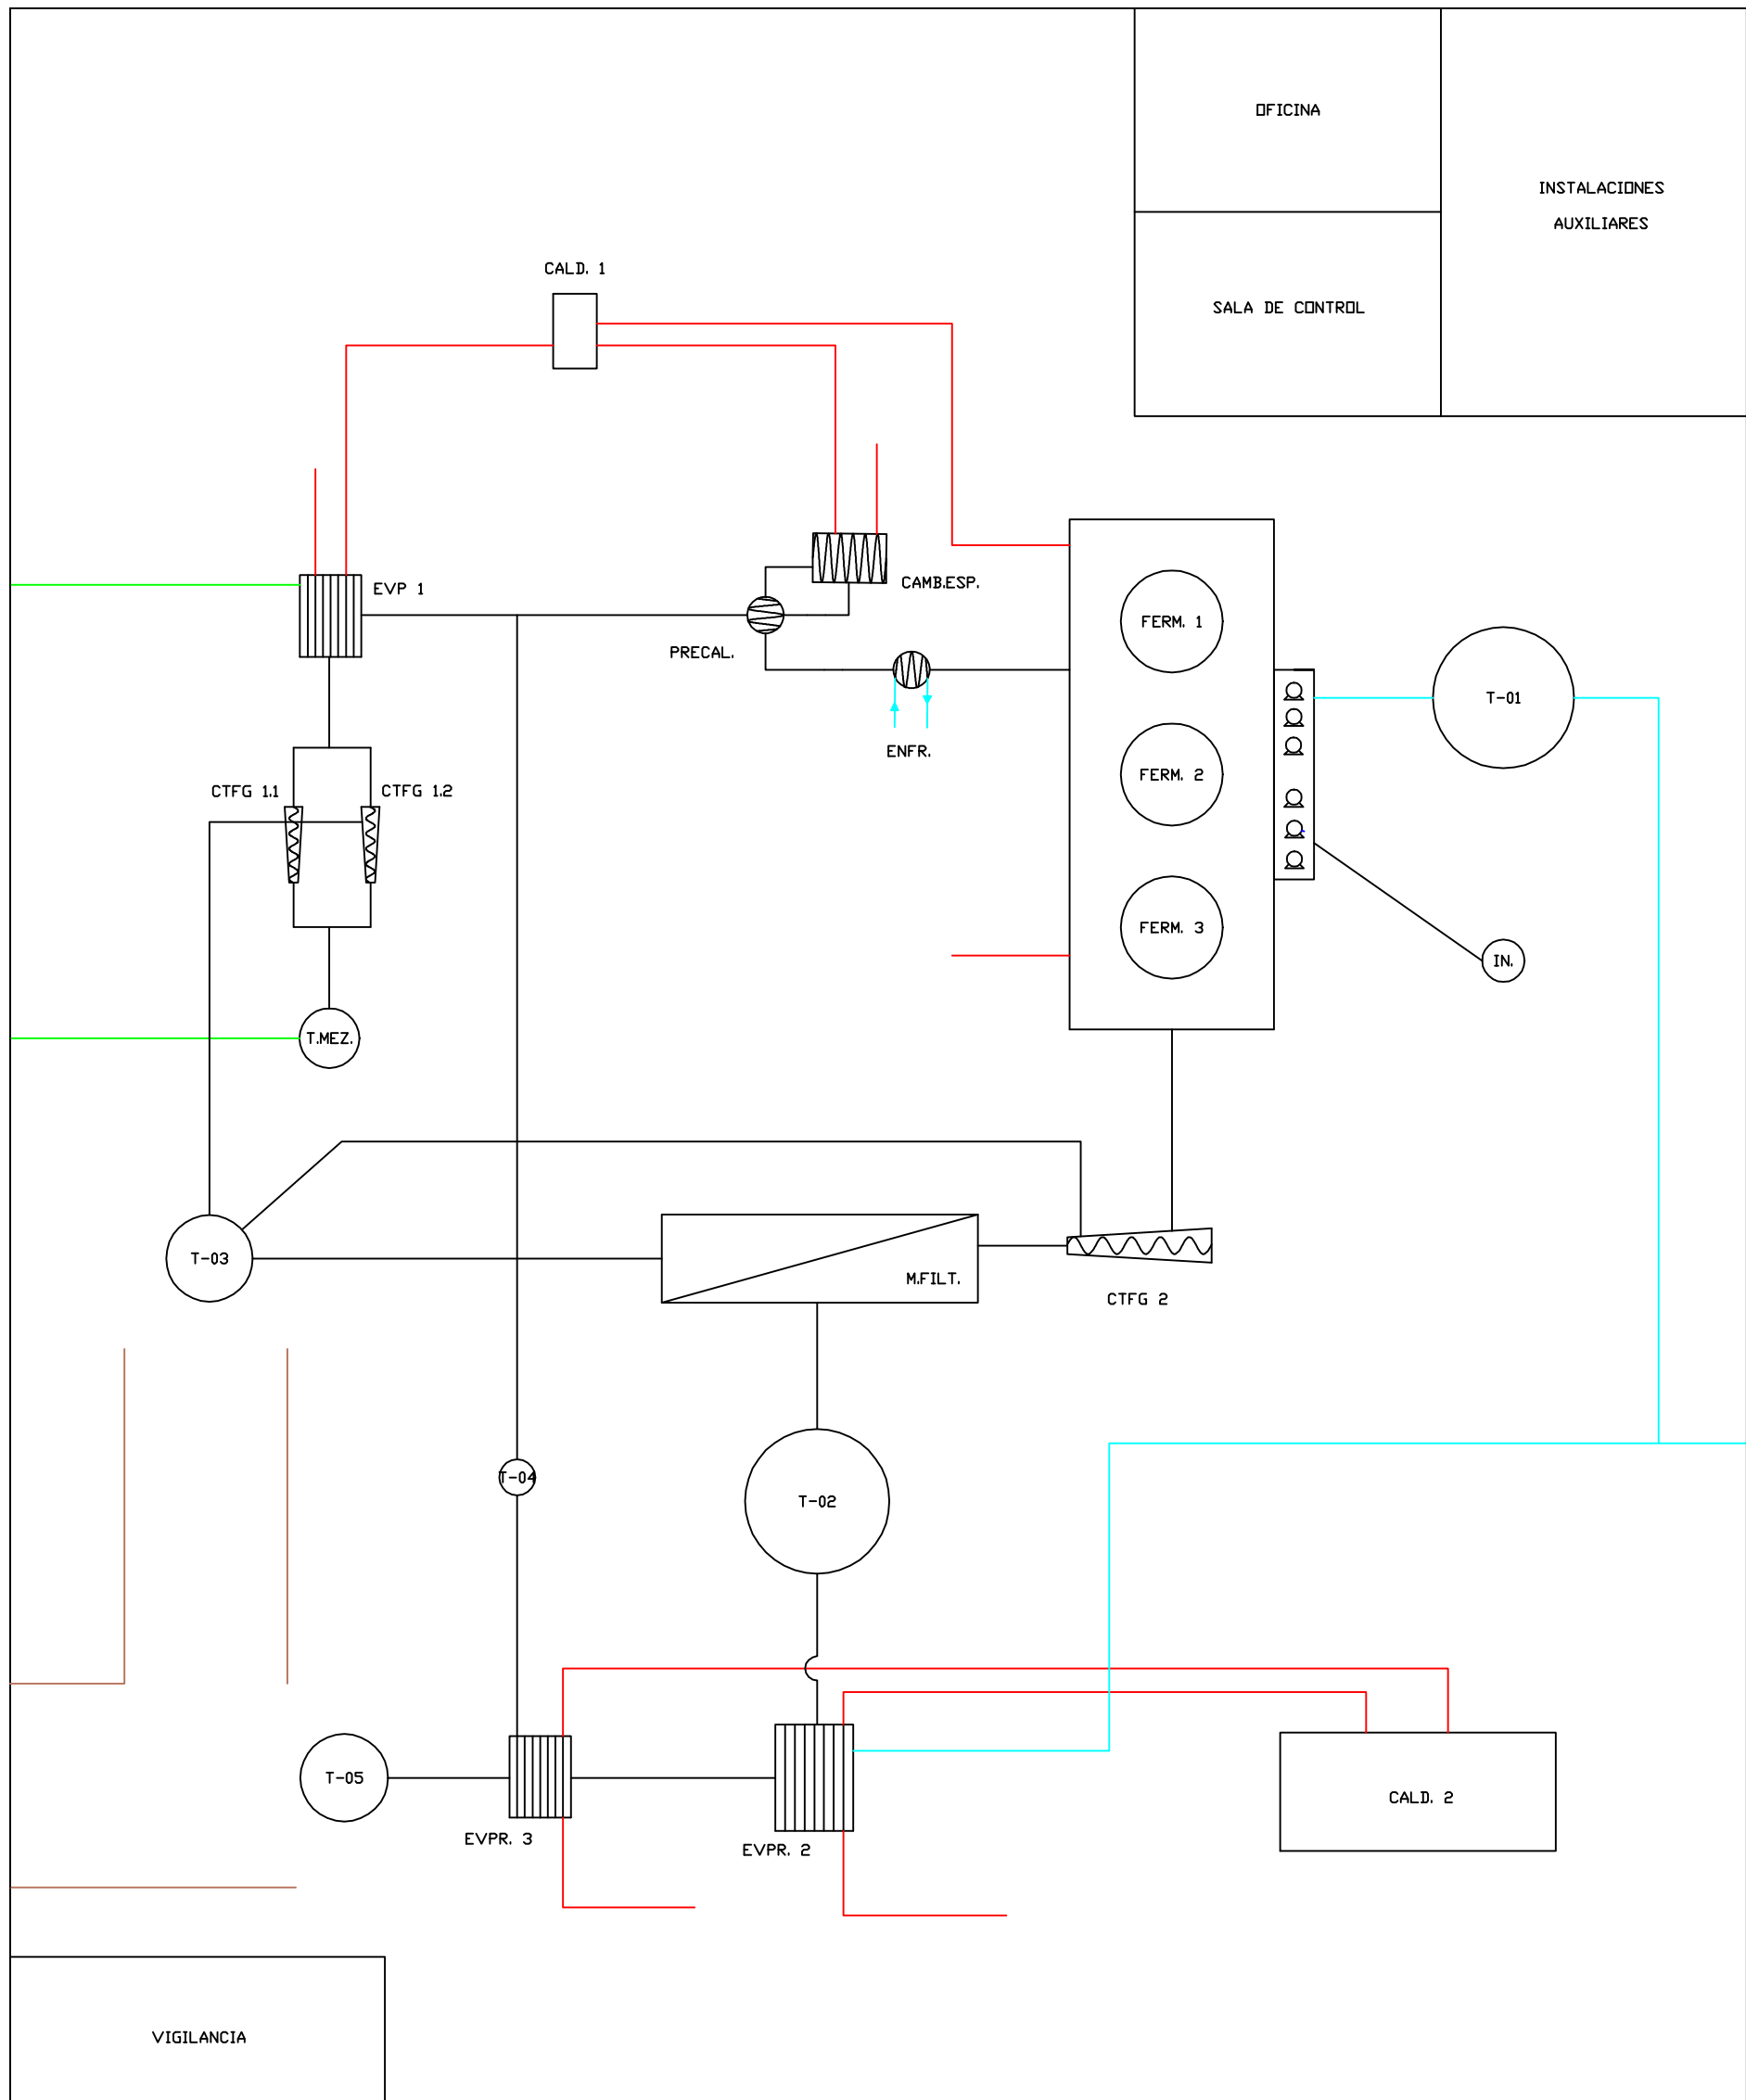 OFICINA
INSTALACIONES
AUXILIARES
CALD. 1
SALA DE CONTROL
EVP 1
CAMB.ESP.
PRECAL.
FERM. 1
T-01
ENFR.
FERM. 2
CTFG 1.1
CTFG 1.2
FERM. 3
IN.
T.MEZ.
T-03
M.FILT.
CTFG 2
T-04
T-02
T-05
CALD. 2
EVPR. 3
EVPR. 2
VIGILANCIA